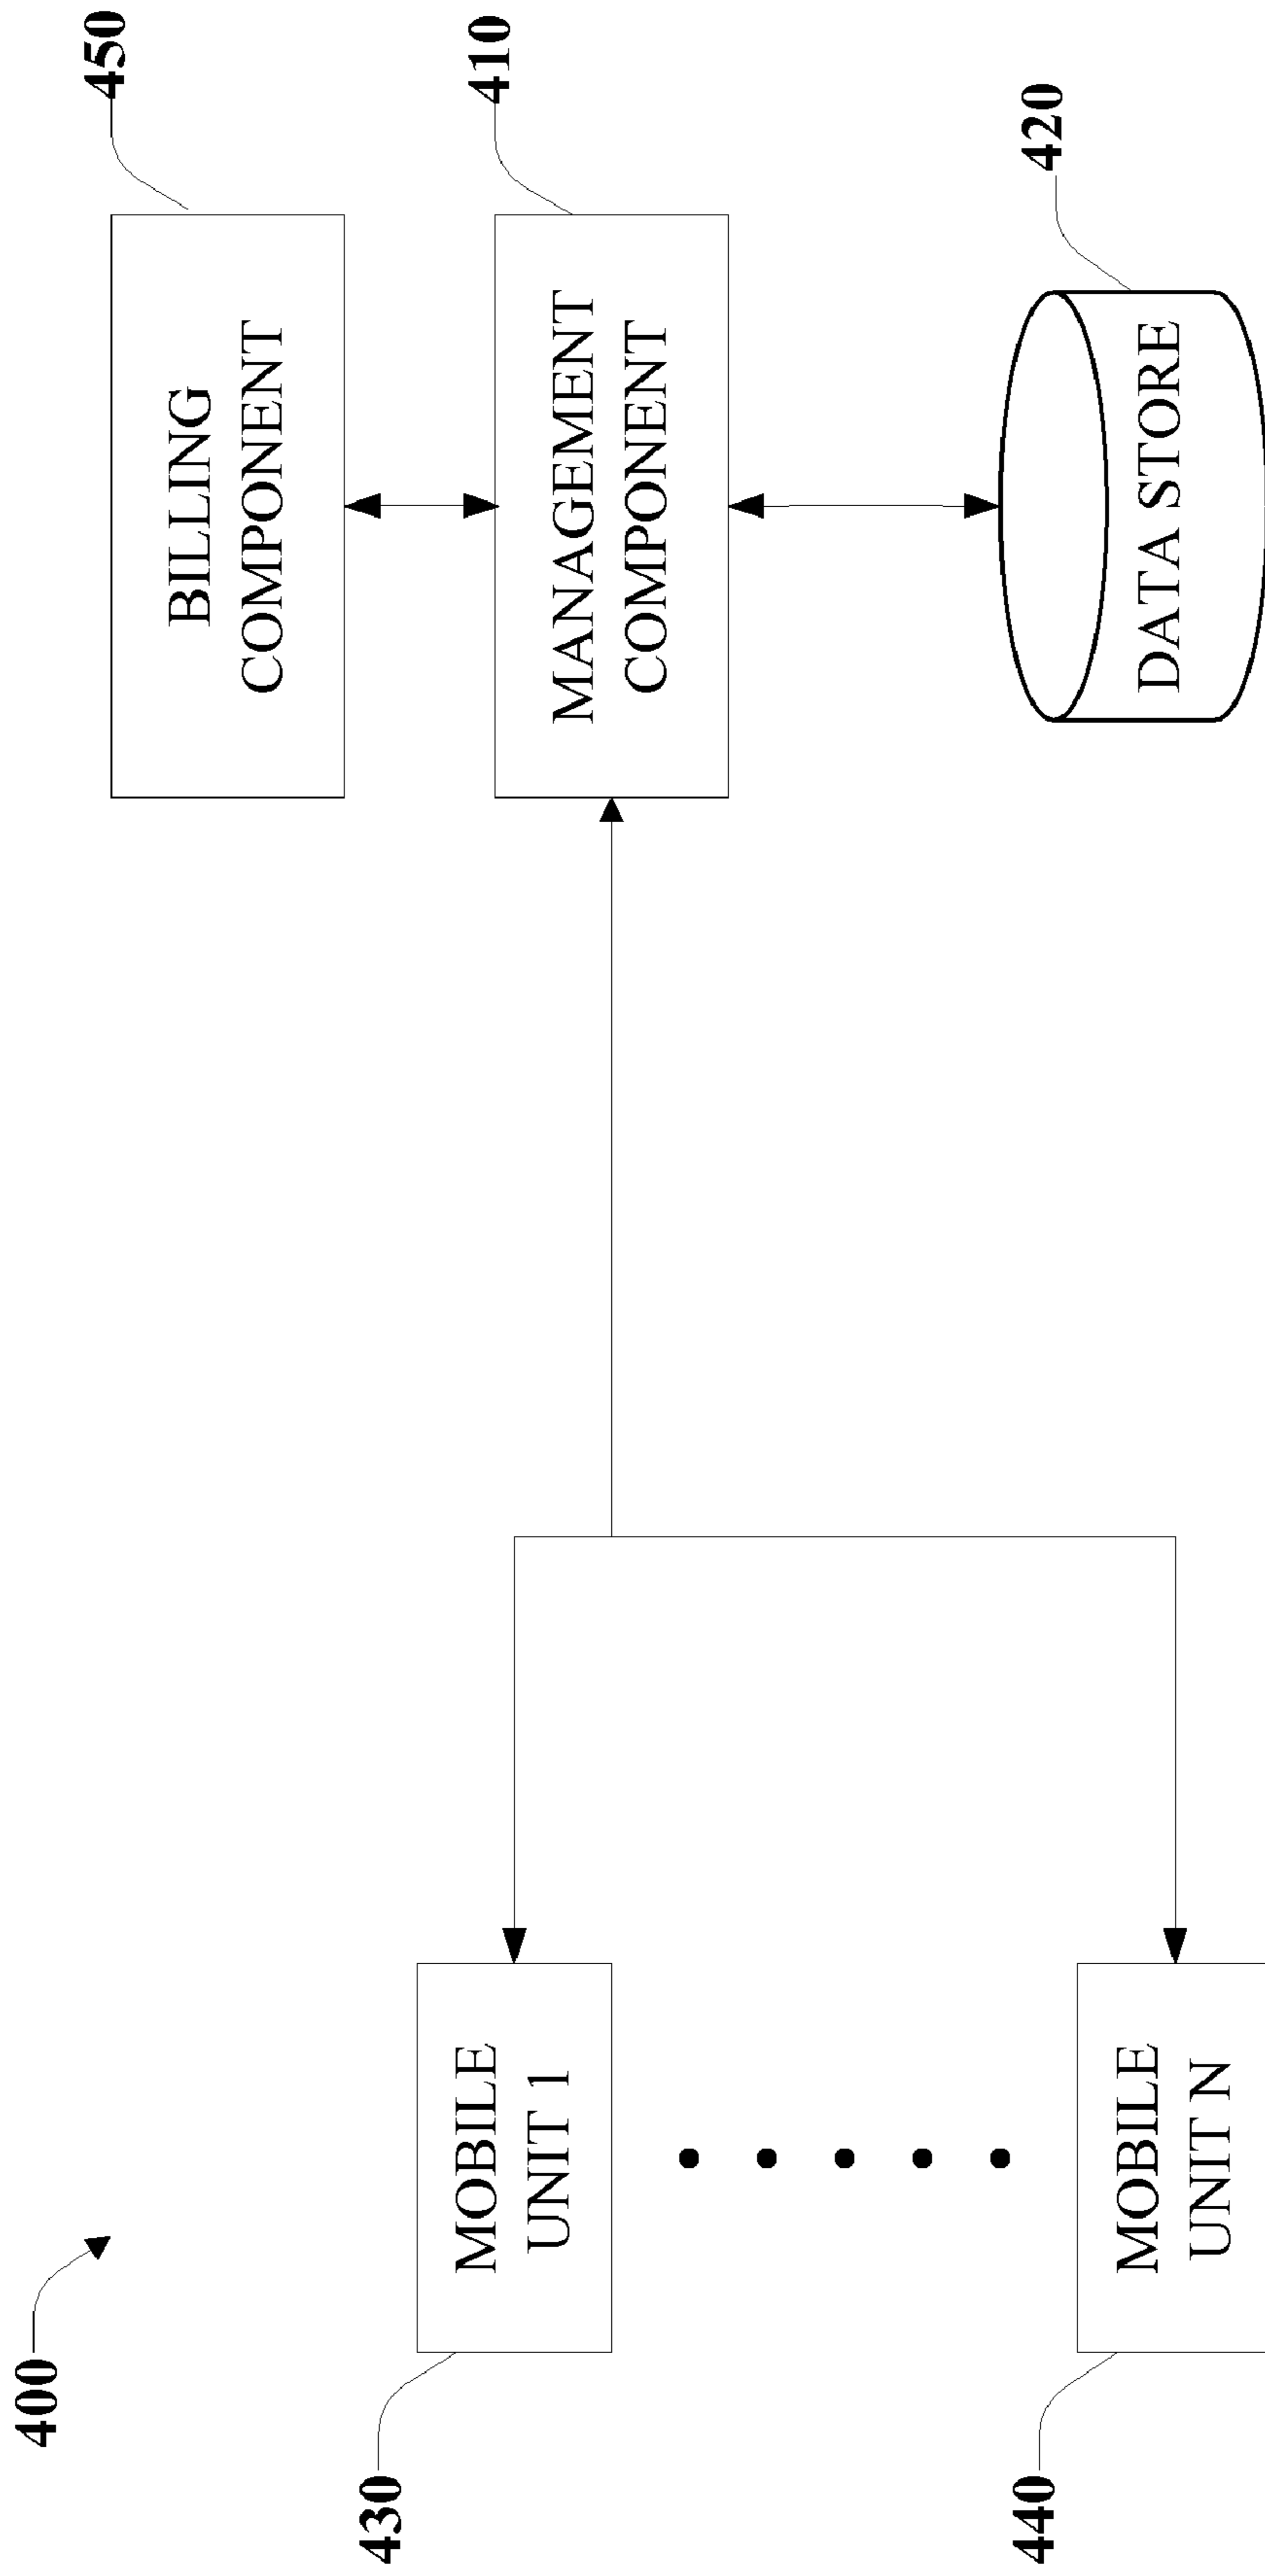 400
450
BILLING
COMPONENT
430
MOBILE
UNIT 1
410
MANAGEMENT
COMPONENT
440
MOBILE
UNIT N
420
DATA STORE